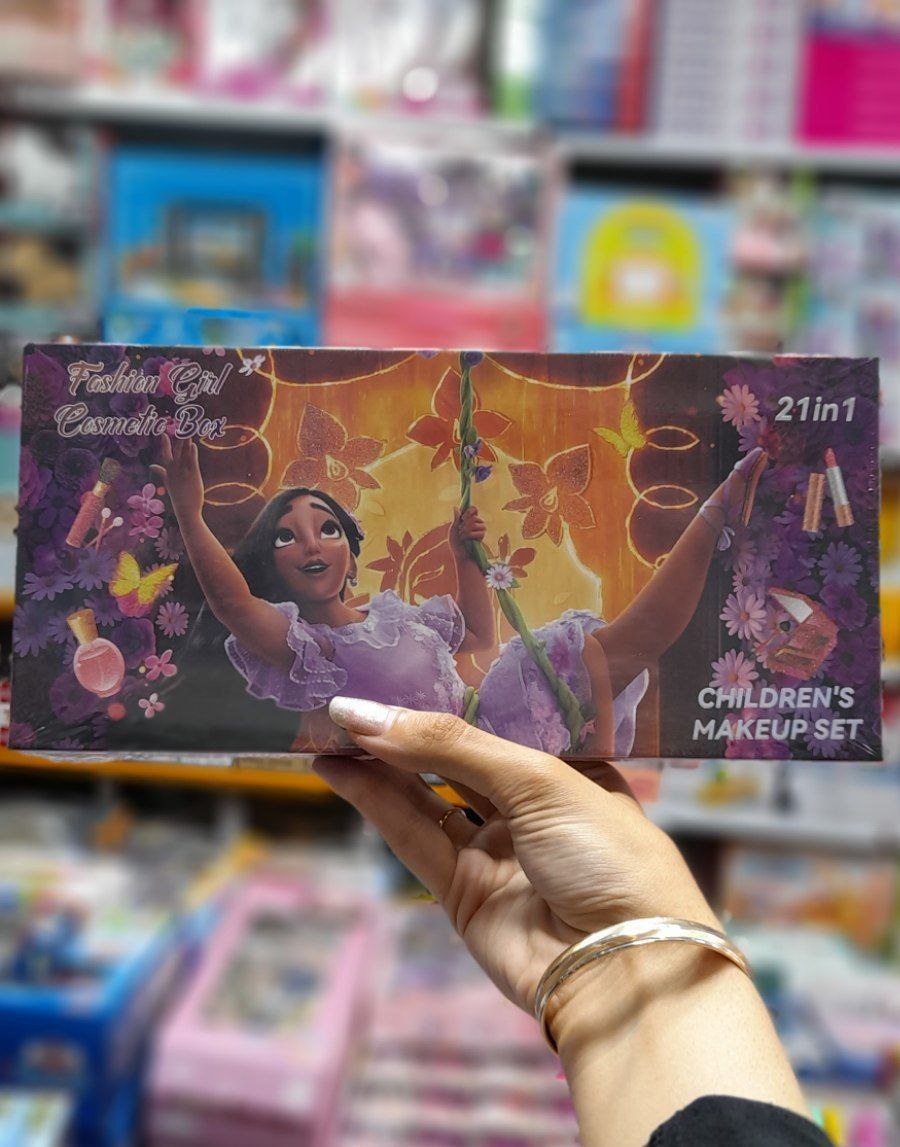 Fashion Girl
Cosmetic Box
21in1
CHILDREN'S
MAKEUP SET